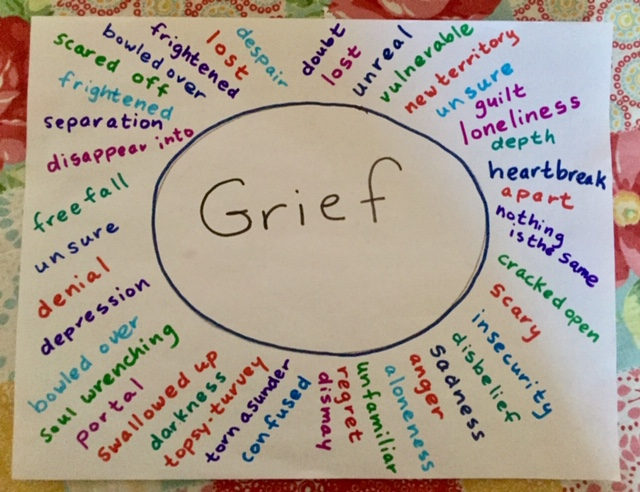 Grief
doubt
lost
unreal
vulnerable
new territory
unsure
guilt
loneliness
depth
heartbreak
apart
nothing
is the same
cracked open
scary
insecurity
disbelief
sadness
anger
aloneness
unfamiliar
regret
dismay
confused
torn asunder
topsy-turvey
darkness
swallowed up
portal
soul wrenching
bowled over
depression
denial
unsure
freefall
disappear into
separation
frightened
scared off
bowled over
frightened
lost
despair